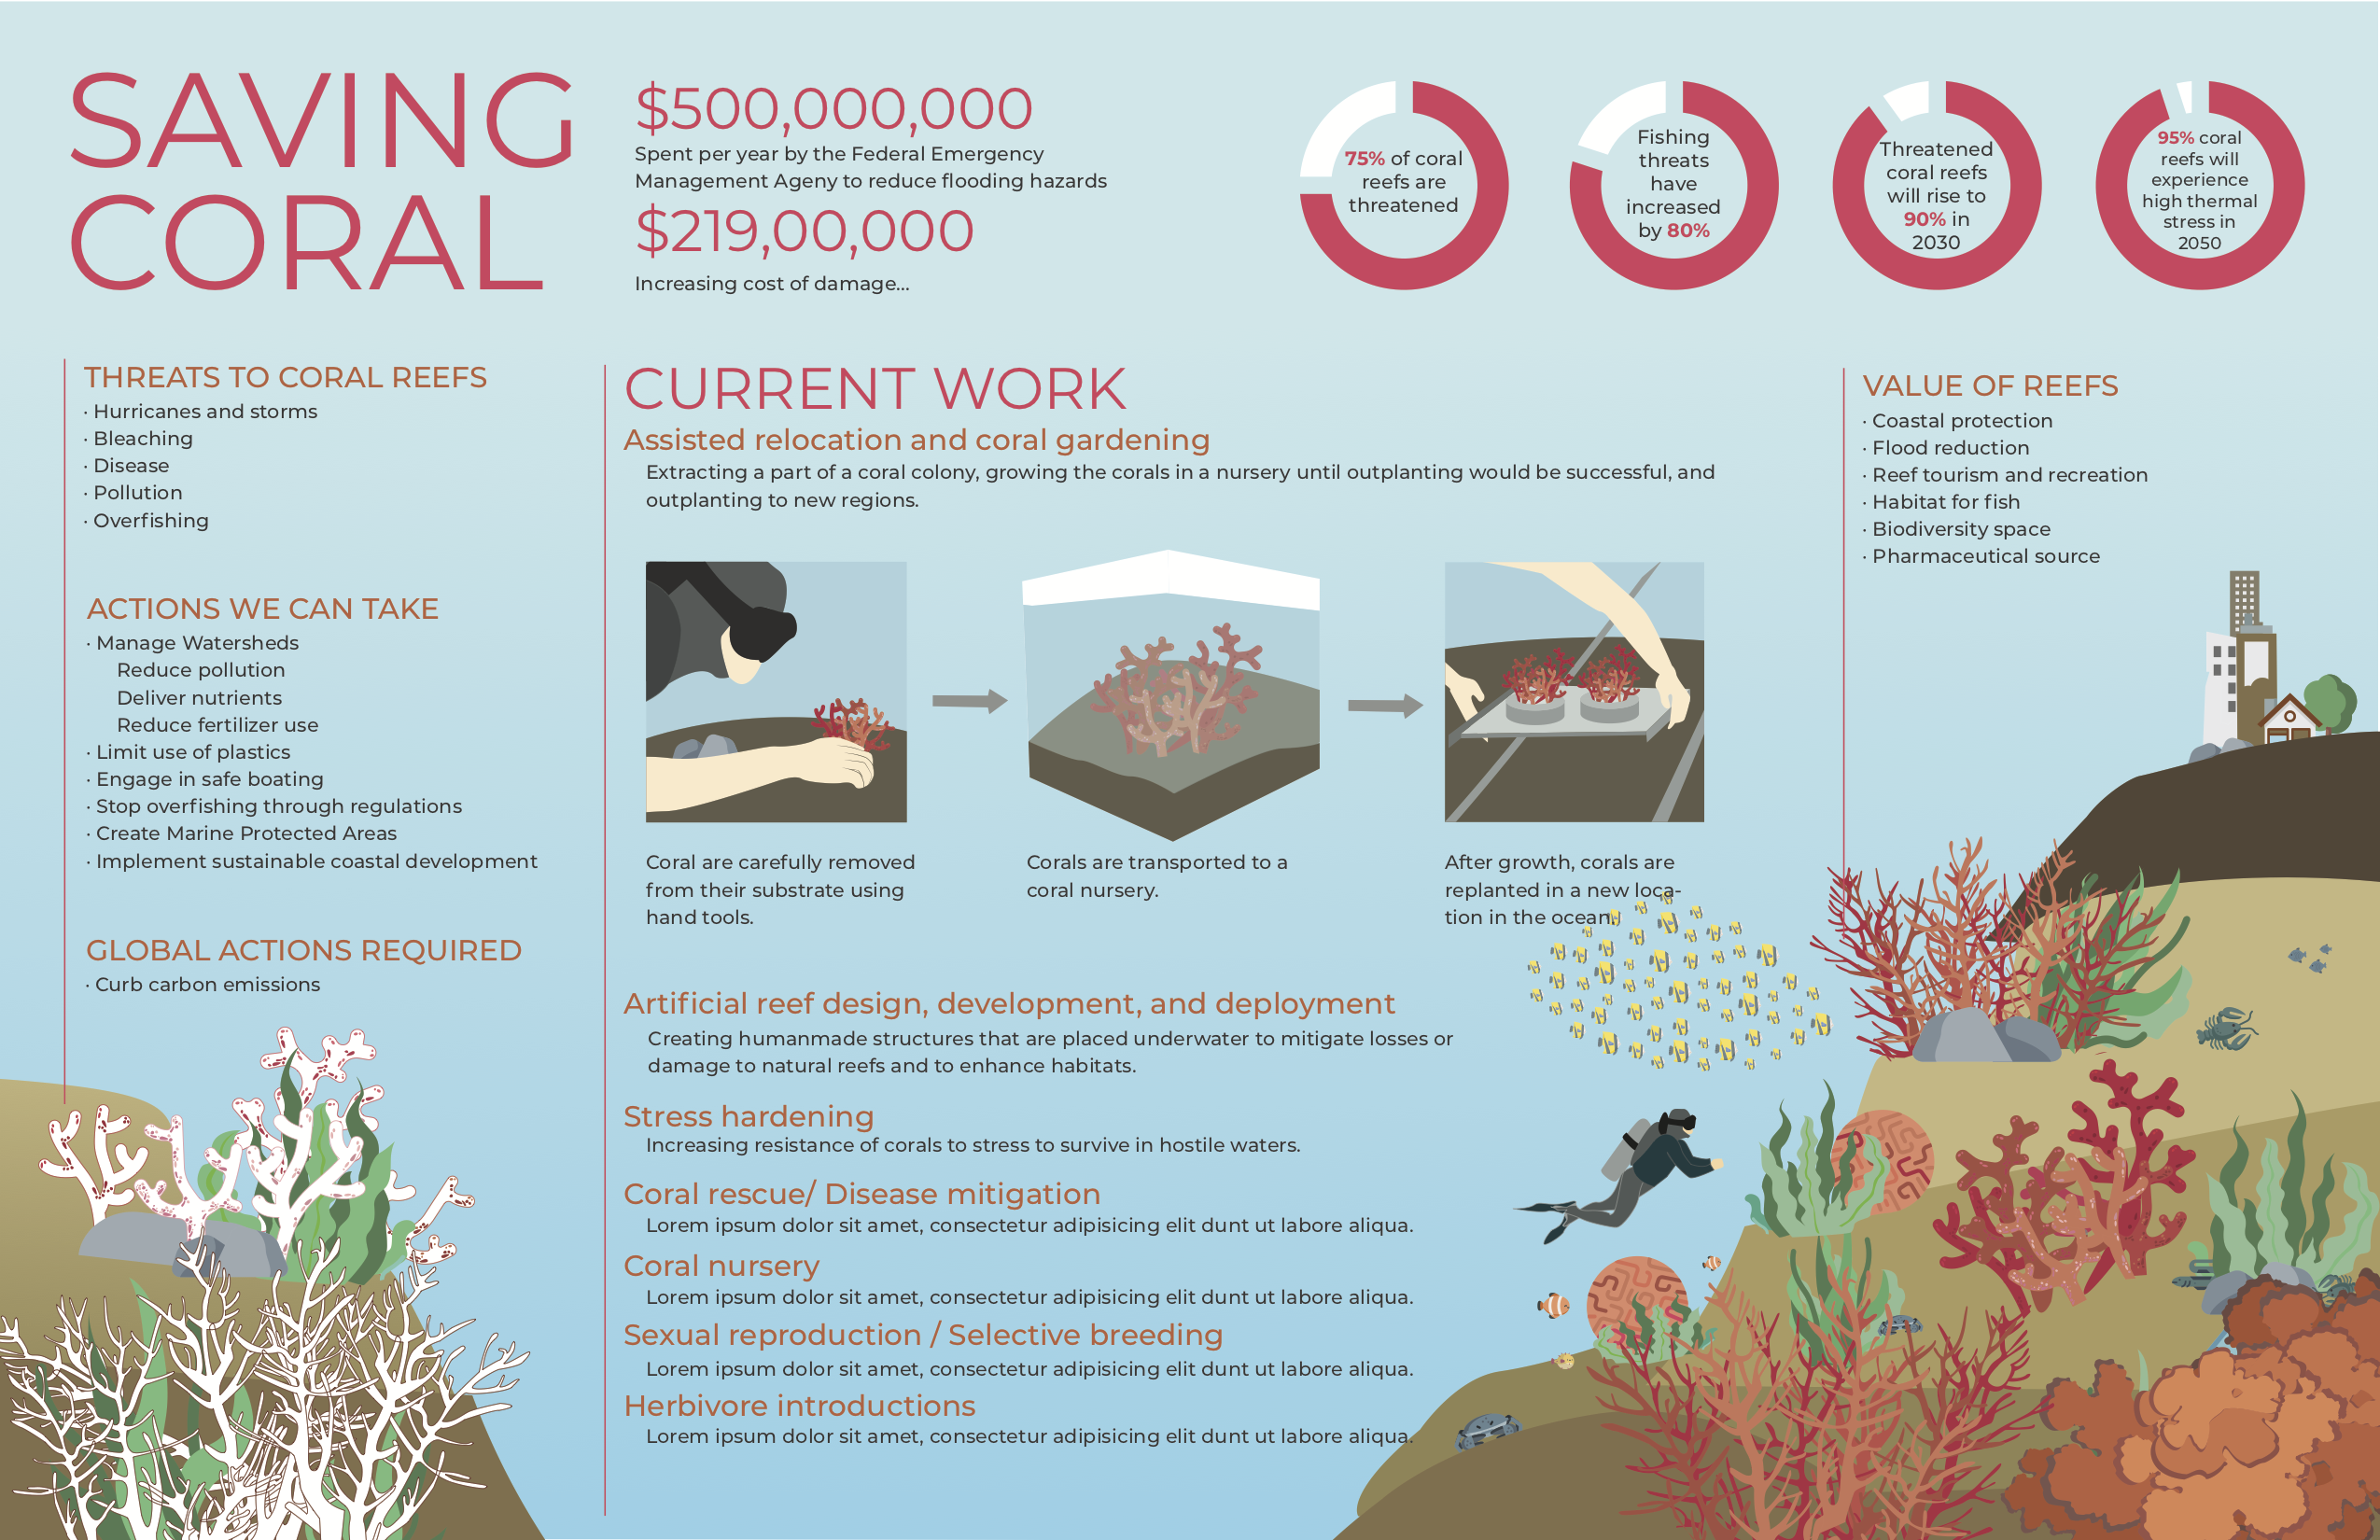 SAVING
CORAL
$500,000,000
Spent per year by the Federal Emergency
Management Ageny to reduce flooding hazards
$219,00,000
Increasing cost of damage...
75% of coral
reefs are
threatened
Fishing
threats
have
increased
by 80%
Threatened
coral reefs
will rise to
90% in
2030
95% coral
reefs will
experience
high thermal
stress in
2050
THREATS TO CORAL REEFS
· Hurricanes and storms
· Bleaching
· Disease
· Pollution
· Overfishing
ACTIONS WE CAN TAKE
· Manage Watersheds
Reduce pollution
Deliver nutrients
Reduce fertilizer use
· Limit use of plastics
· Engage in safe boating
· Stop overfishing through regulations
· Create Marine Protected Areas
· Implement sustainable coastal development
GLOBAL ACTIONS REQUIRED
· Curb carbon emissions
CURRENT WORK
Assisted relocation and coral gardening
Extracting a part of a coral colony, growing the corals in a nursery until outplanting would be successful, and
outplanting to new regions.
Coral are carefully removed
from their substrate using
hand tools.
Corals are transported to a
coral nursery.
After growth, corals are
replanted in a new loca-
tion in the ocean.
Artificial reef design, development, and deployment
Creating humanmade structures that are placed underwater to mitigate losses or
damage to natural reefs and to enhance habitats.
Stress hardening
Increasing resistance of corals to stress to survive in hostile waters.
Coral rescue/ Disease mitigation
Lorem ipsum dolor sit amet, consectetur adipisicing elit dunt ut labore aliqua.
Coral nursery
Lorem ipsum dolor sit amet, consectetur adipisicing elit dunt ut labore aliqua.
Sexual reproduction / Selective breeding
Lorem ipsum dolor sit amet, consectetur adipisicing elit dunt ut labore aliqua.
Herbivore introductions
Lorem ipsum dolor sit amet, consectetur adipisicing elit dunt ut labore aliqua.
VALUE OF REEFS
· Coastal protection
· Flood reduction
· Reef tourism and recreation
· Habitat for fish
· Biodiversity space
· Pharmaceutical source